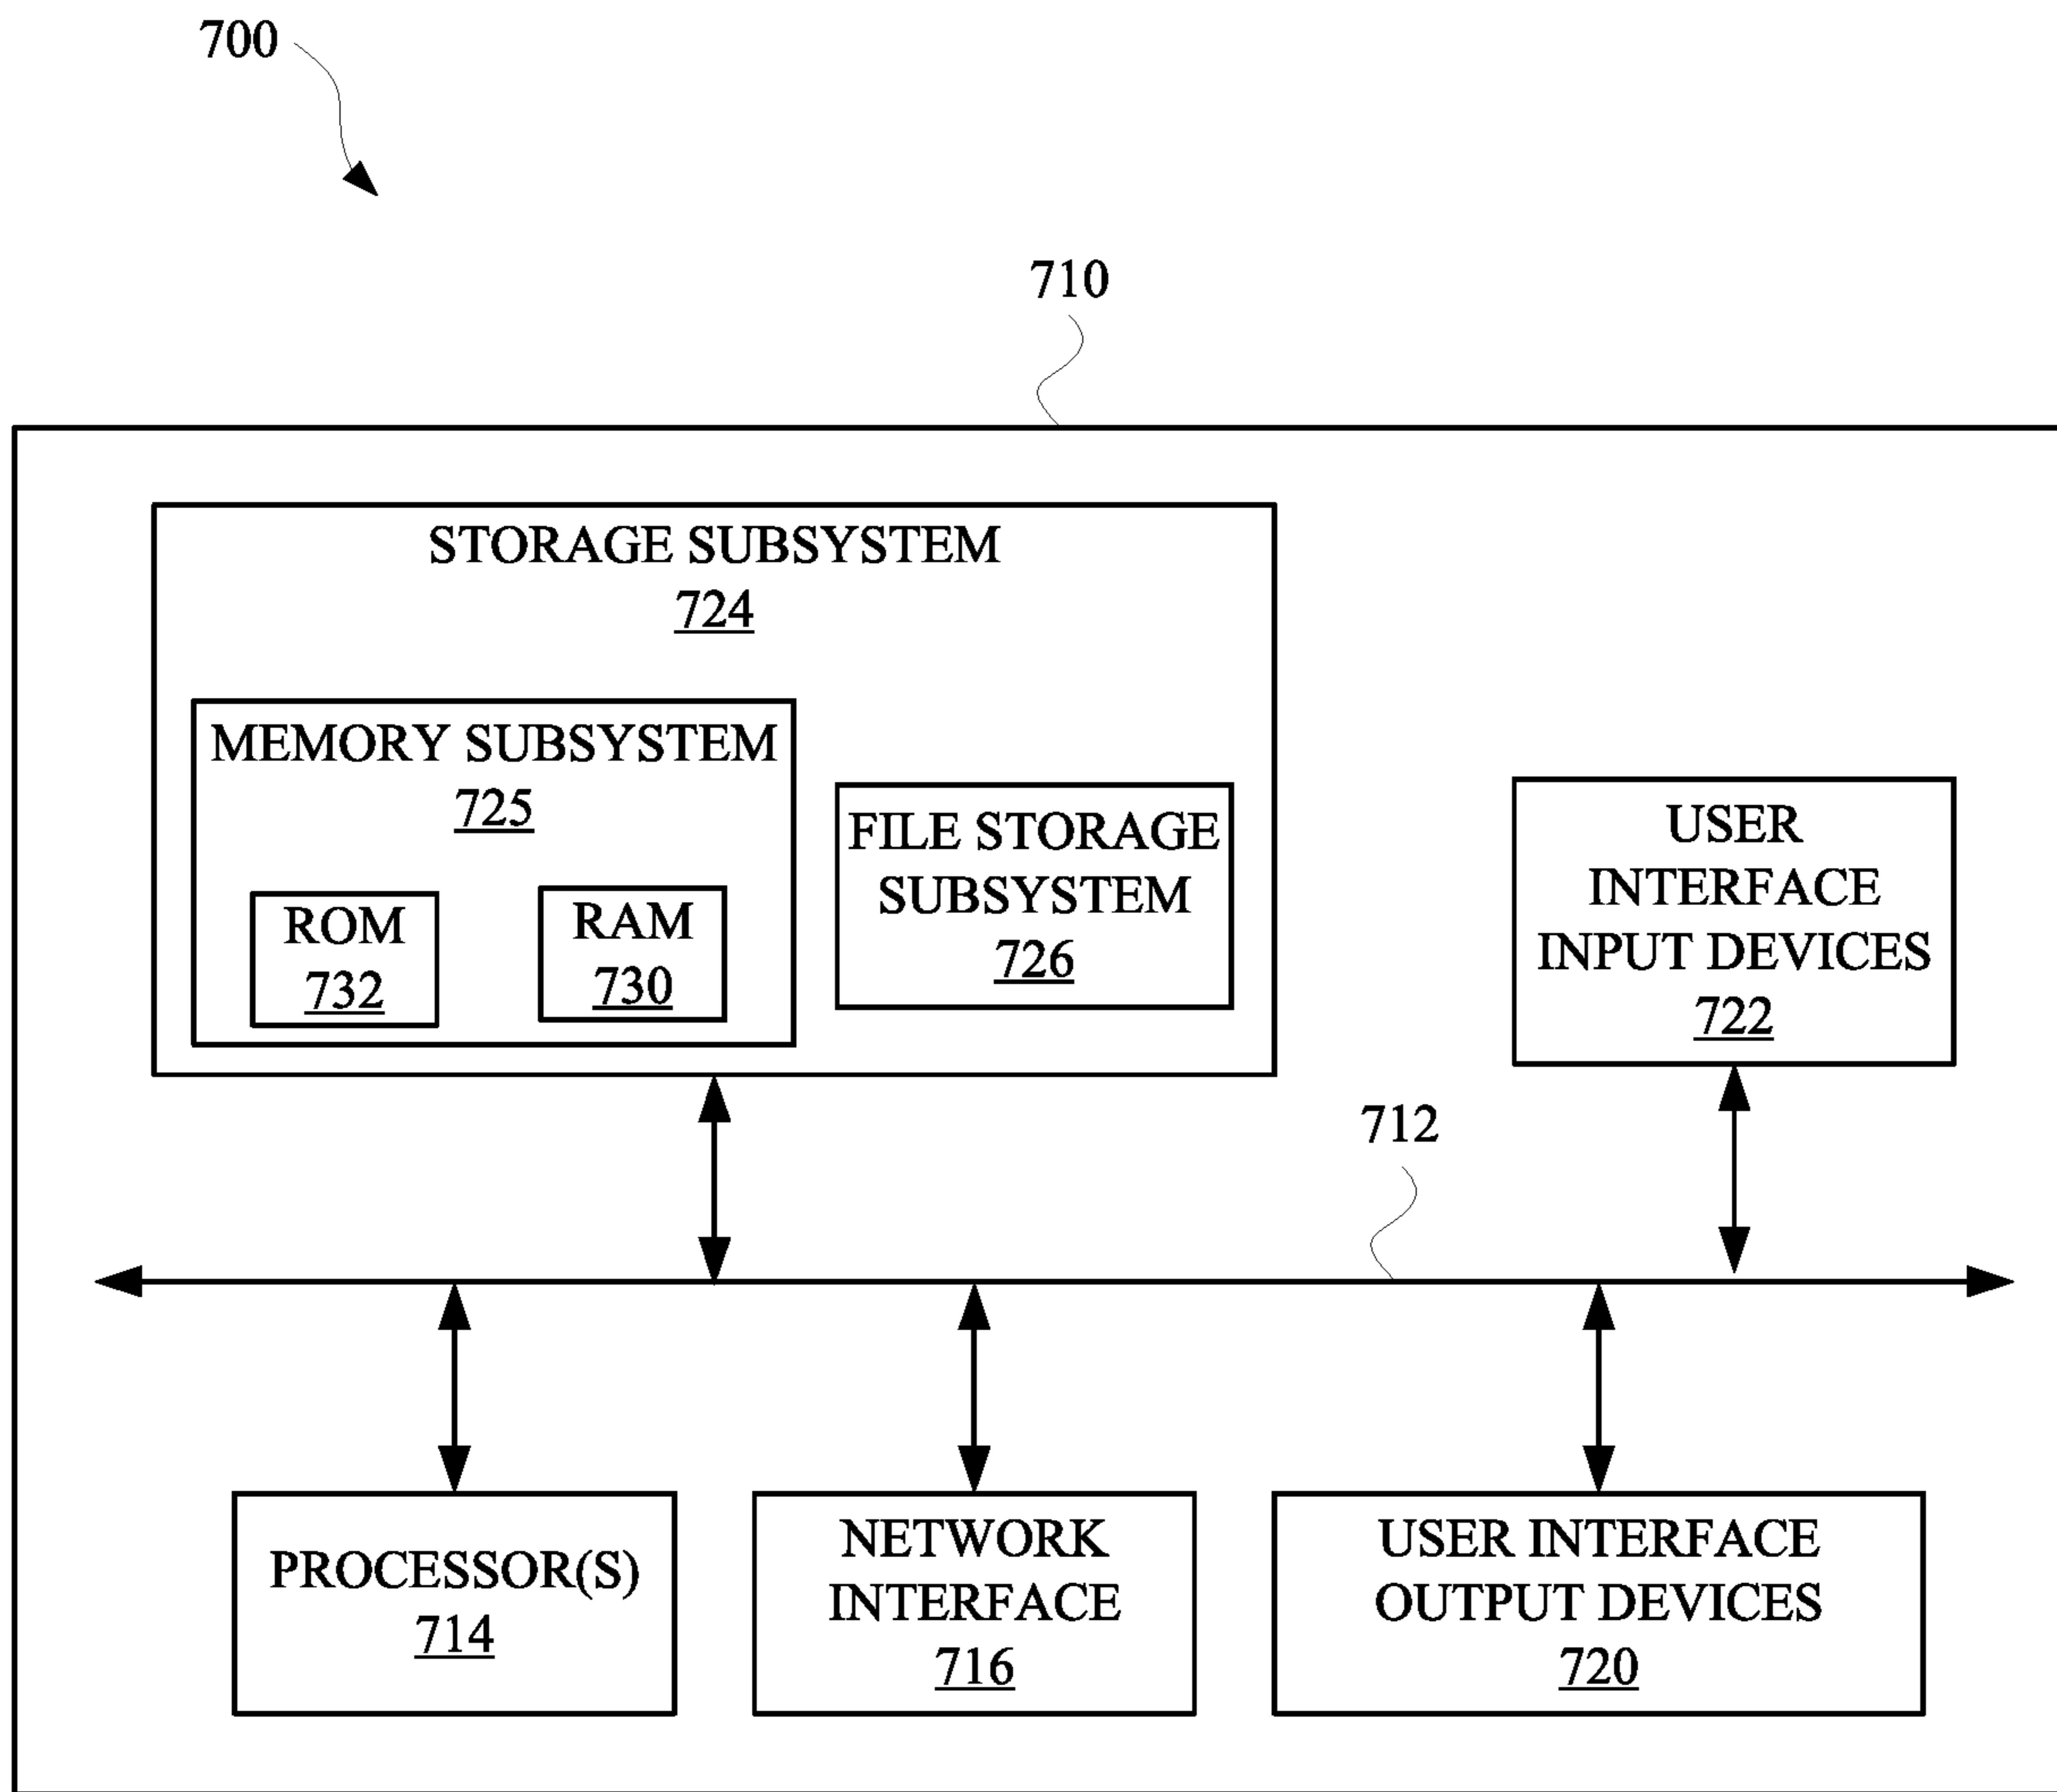 700
710
STORAGE SUBSYSTEM
724
MEMORY SUBSYSTEM
725
ROM
732
RAM
730
FILE STORAGE
SUBSYSTEM
726
USER
INTERFACE
INPUT DEVICES
722
712
PROCESSOR(S)
714
NETWORK
INTERFACE
716
USER INTERFACE
OUTPUT DEVICES
720